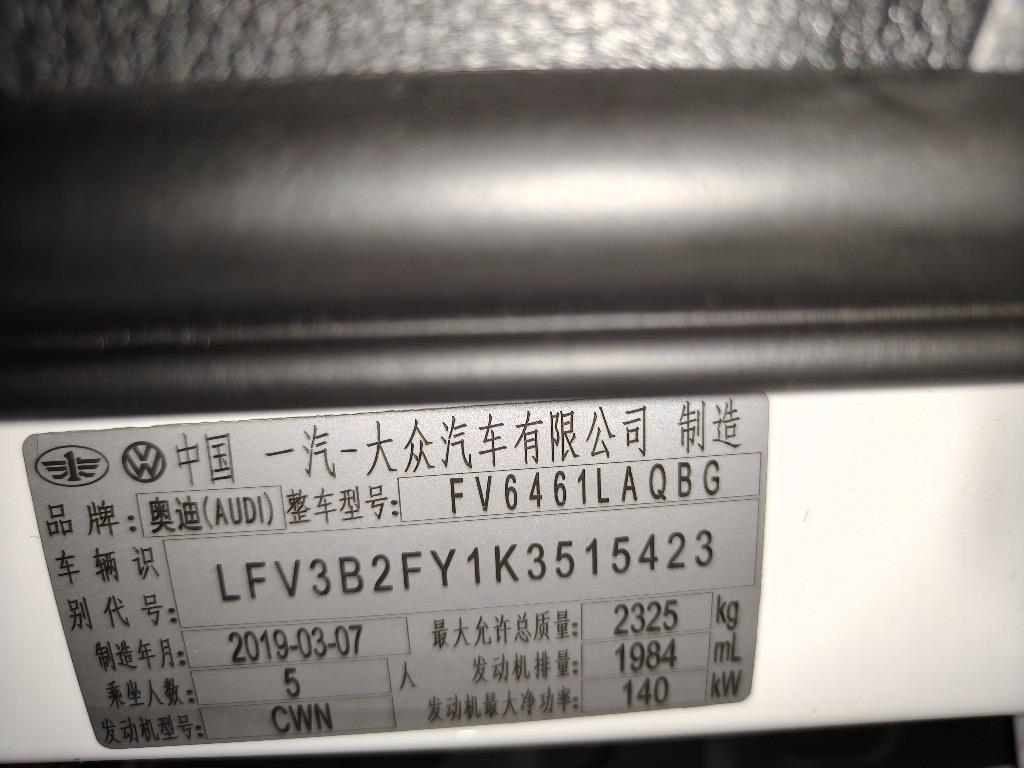 中国 一汽-大众汽车有限公司 制造
品牌: 奥迪(AUDI) 整车型号: FV6461LAQBG
车辆识别代号: LFV3B2FY1K3515423
制造年月: 2019-03-07 最大允许总质量: 2325 kg
乘坐人数: 5 人 发动机排量: 1984 mL
发动机型号: CWN 发动机最大净功率: 140 kW